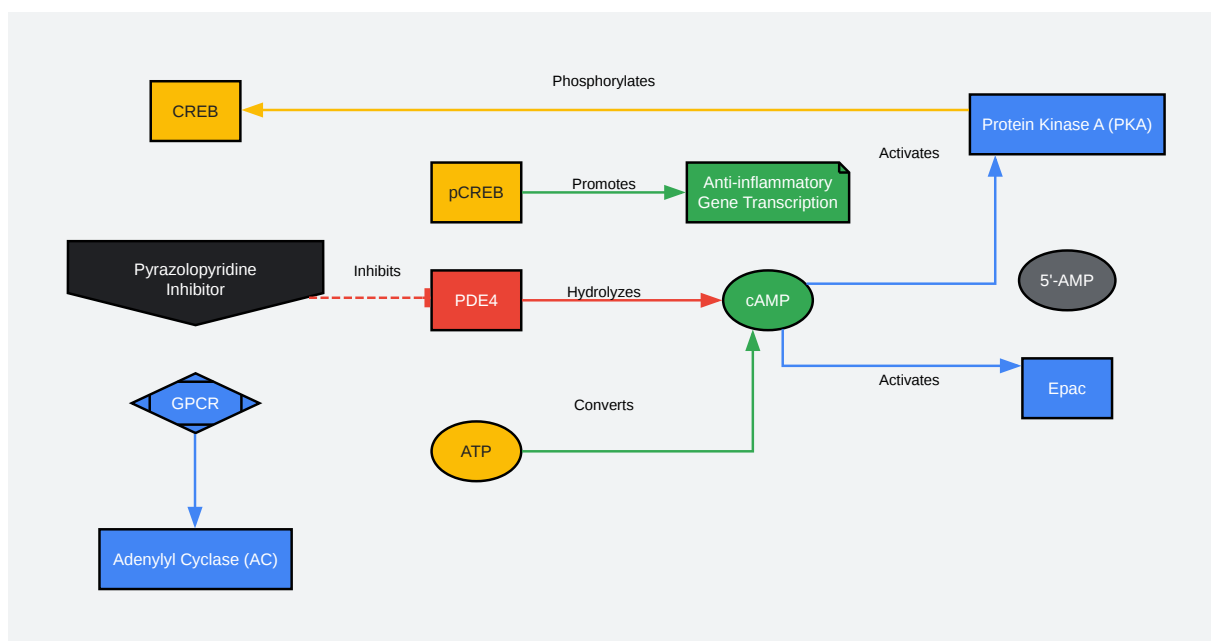 Phosphorylates
CREB
Protein Kinase A (PKA)
Activates
pCREB
Promotes
Anti-inflammatory
Gene Transcription
Pyrazolopyridine
Inhibitor
Inhibits
PDE4
Hydrolyzes
cAMP
5'-AMP
Activates
Epac
GPCR
Converts
ATP
Adenylyl Cyclase (AC)